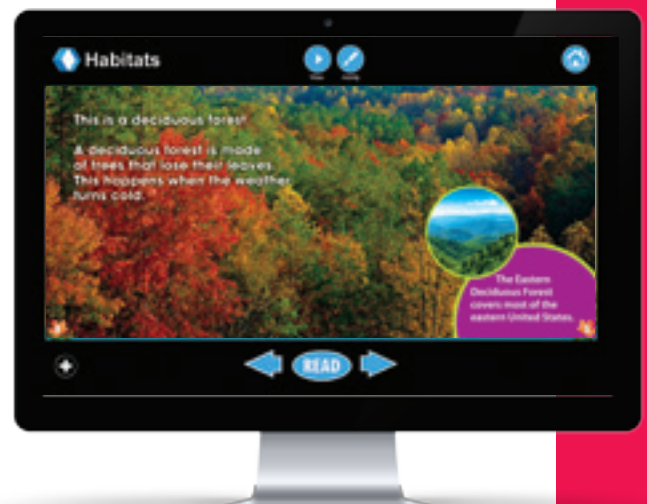 Habitats
This is a deciduous forest!
A deciduous forest is made
of trees that lose their leaves.
This happens when the weather
turns cold.
The Eastern
Deciduous Forest
covers most of the
eastern United States.
READ